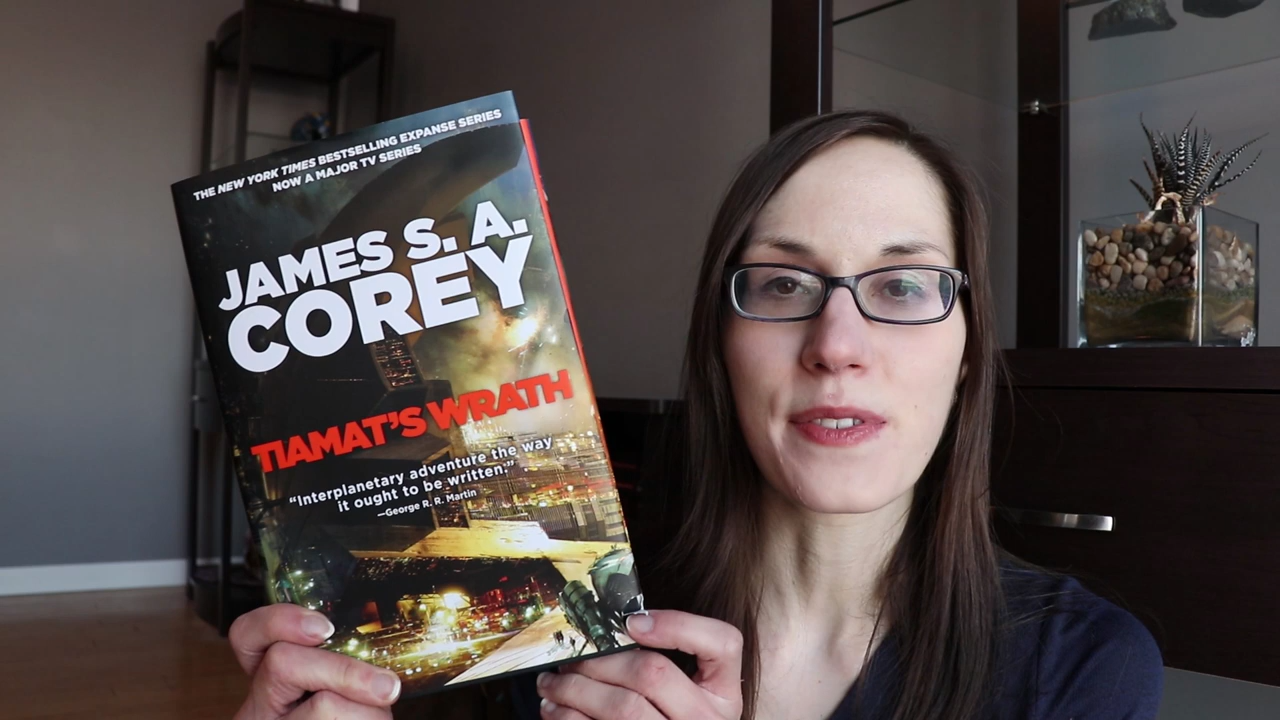 THE NEW YORK TIMES BESTSELLING EXPANSE SERIES
NOW A MAJOR TV SERIES
JAMES S. A.
COREY
TIAMAT'S WRATH
“Interplanetary adventure the way
it ought to be written.”
—George R. R. Martin